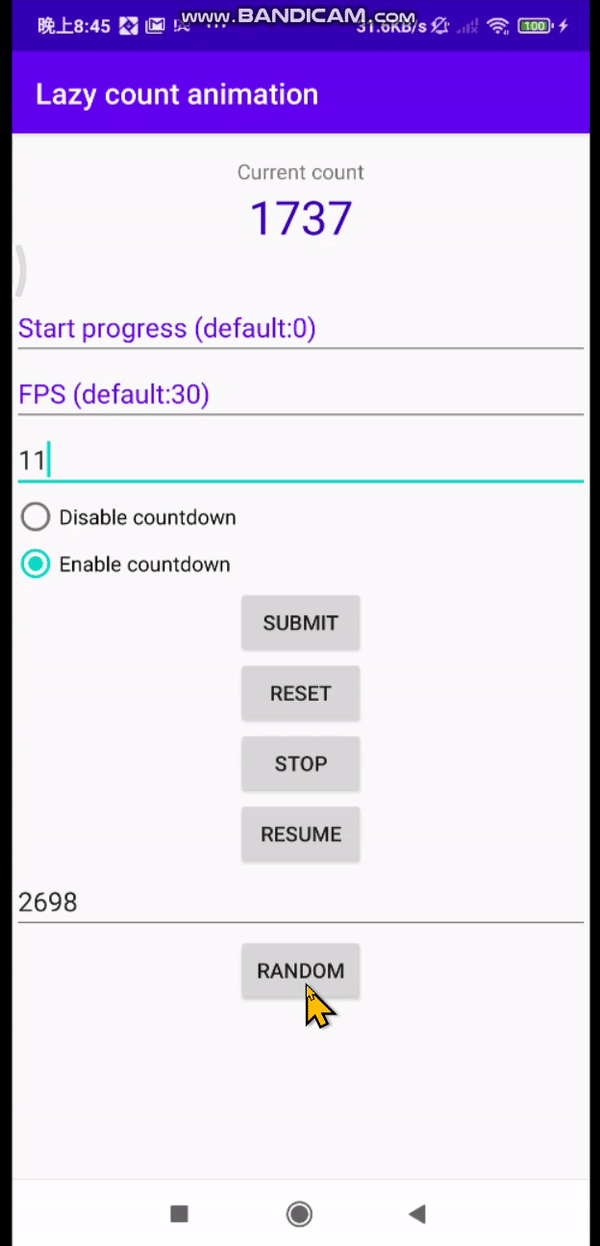 www.BANDICAM.com
晚上8:45 31.6KB/s 100
Lazy count animation
Current count
1737
Start progress (default:0)
FPS (default:30)
11
Disable countdown
Enable countdown
SUBMIT
RESET
STOP
RESUME
2698
RANDOM